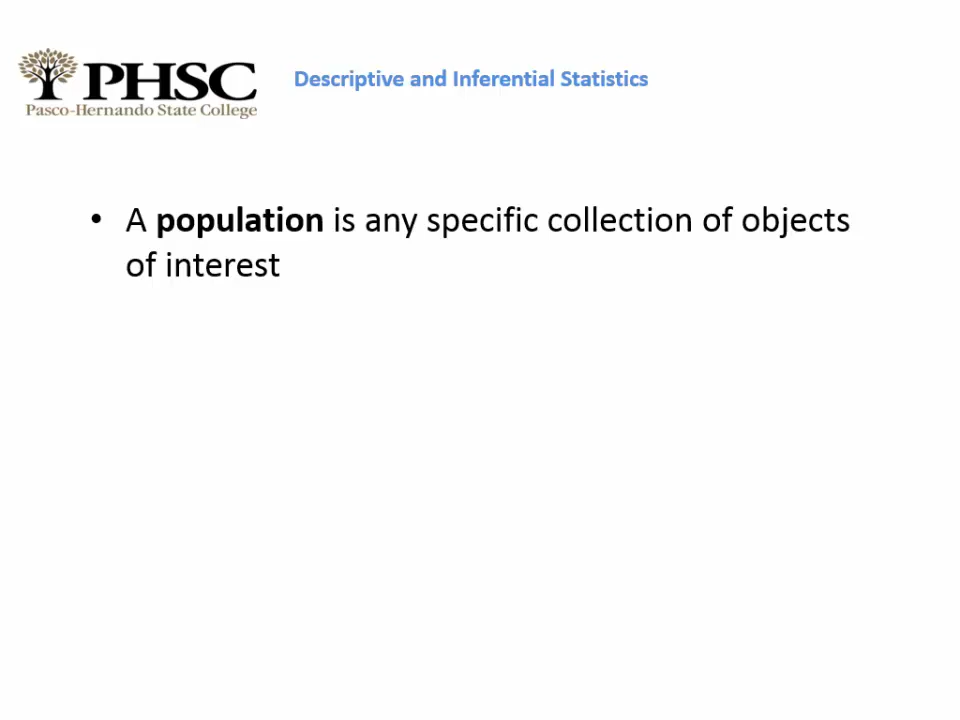 PHSC
Pasco-Hernando State College
Descriptive and Inferential Statistics
• A population is any specific collection of objects
of interest